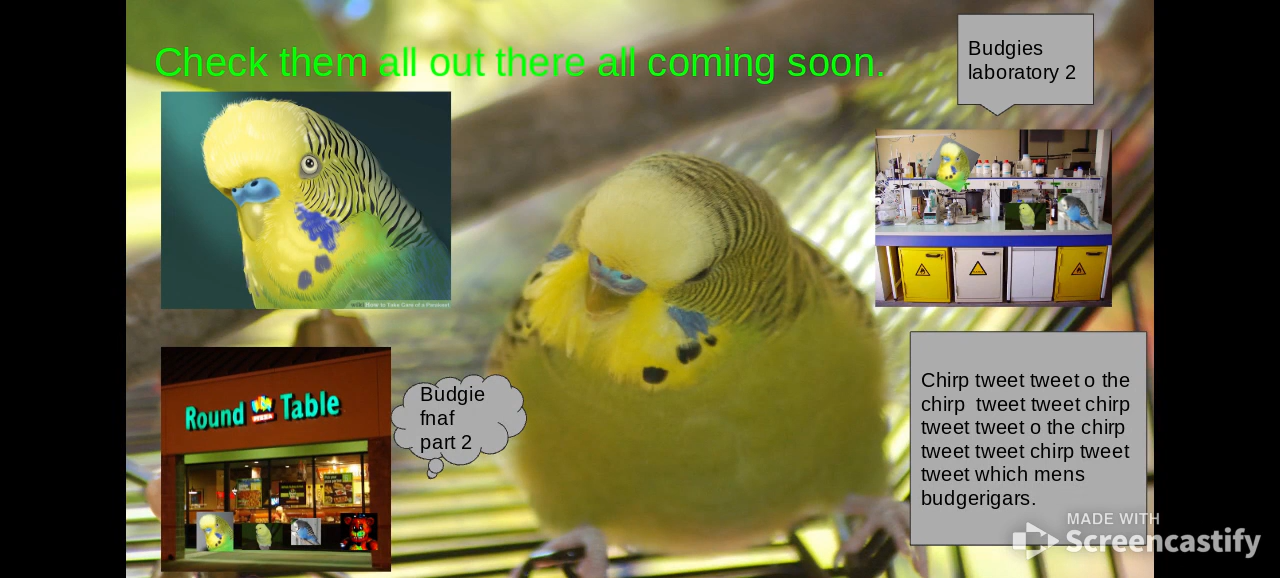 Check them all out there all coming soon.
Budgies
laboratory 2
Round Table
Budgie
fnaf
part 2
Chirp tweet tweet o the
chirp  tweet tweet chirp
tweet tweet o the chirp
tweet tweet chirp tweet
tweet which mens
budgerigars.
MADE WITH
Screencastify